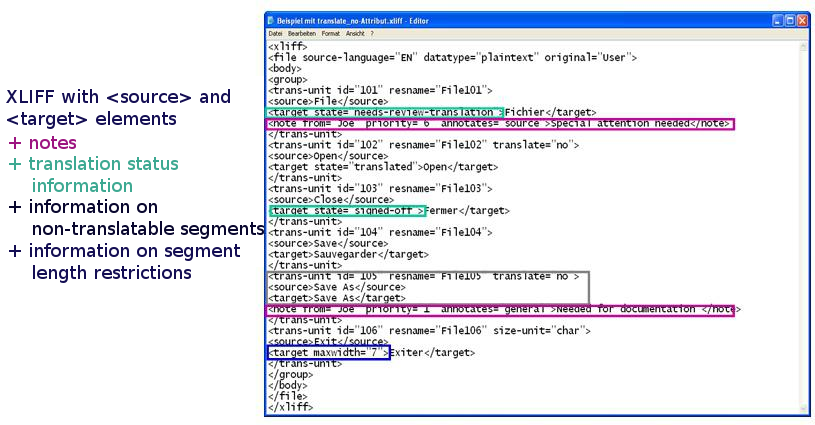 XLIFF with <source> and
<target> elements
+ notes
+ translation status
information
+ information on
non-translatable segments
+ information on segment
length restrictions
Beispiel mit translate_no-Attribut.xliff - Editor
Datei Bearbeiten Format Ansicht ?
<xliff>
<file source-language="EN" datatype="plaintext" original="User">
<body>
<group>
<trans-unit id="101" resname="File101">
<source>File</source>
<target state="needs-review-translation">Fichier</target>
<note from="Joe" priority="6" annotates="source">Special attention needed</note>
</trans-unit>
<trans-unit id="102" resname="File102" translate="no">
<source>Open</source>
<target state="translated">Open</target>
</trans-unit>
<trans-unit id="103" resname="File103">
<source>Close</source>
<target state="signed-off">Fermer</target>
</trans-unit>
<trans-unit id="104" resname="File104">
<source>Save</source>
<target>Sauvegarder</target>
</trans-unit>
<trans-unit id="105" resname="File105" translate="no">
<source>Save As</source>
<target>Save As</target>
<note from="Joe" priority="1" annotates="general">Needed for documentation </note>
</trans-unit>
<trans-unit id="106" resname="File106" size-unit="char">
<source>Exit</source>
<target maxwidth="7">Exiter</target>
</trans-unit>
</group>
</body>
</file>
</xliff>